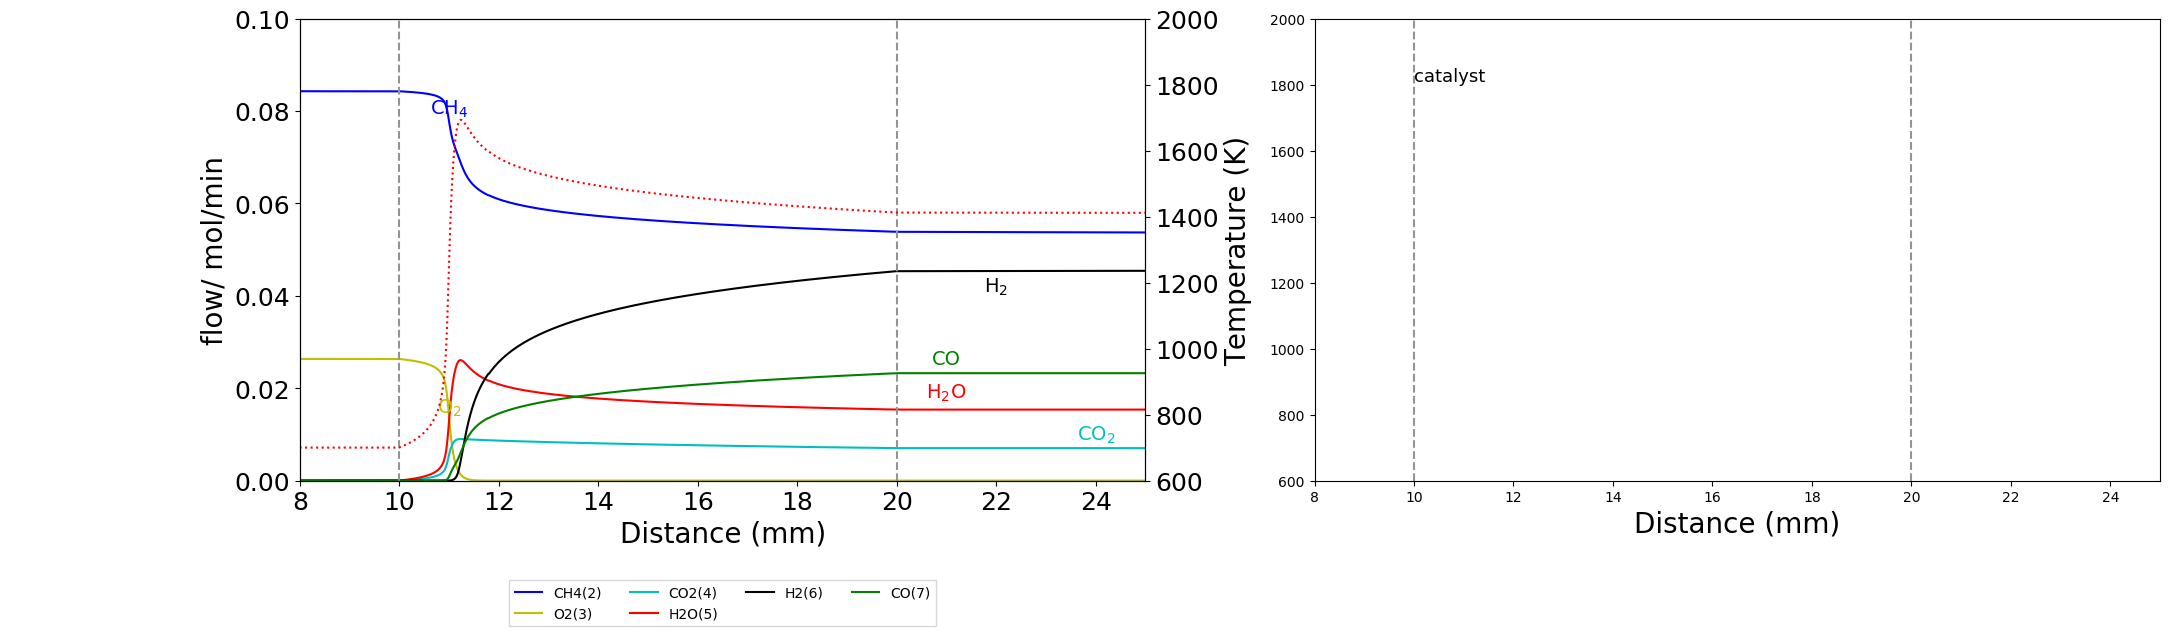 0.10
0.08
0.06
0.04
0.02
0.00
flow/ mol/min
8 10 12 14 16 18 20 22 24
Distance (mm)
CH₄
O₂
H₂
CO
H₂O
CO₂
2000
1800
1600
1400
1200
1000
800
600
Temperature (K)
CH4(2) CO2(4) H2(6) CO(7)
O2(3) H2O(5)
2000
1800
1600
1400
1200
1000
800
600
catalyst
8 10 12 14 16 18 20 22 24
Distance (mm)